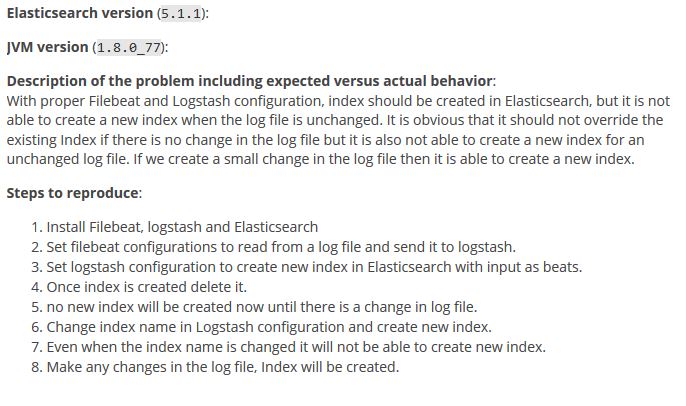 Elasticsearch version (5.1.1):
JVM version (1.8.0_77):
Description of the problem including expected versus actual behavior:
With proper Filebeat and Logstash configuration, index should be created in Elasticsearch, but it is not
able to create a new index when the log file is unchanged. It is obvious that it should not override the
existing Index if there is no change in the log file but it is also not able to create a new index for an
unchanged log file. If we create a small change in the log file then it is able to create a new index.
Steps to reproduce:
1. Install Filebeat, logstash and Elasticsearch
2. Set filebeat configurations to read from a log file and send it to logstash.
3. Set logstash configuration to create new index in Elasticsearch with input as beats.
4. Once index is created delete it.
5. no new index will be created now until there is a change in log file.
6. Change index name in Logstash configuration and create new index.
7. Even when the index name is changed it will not be able to create new index.
8. Make any changes in the log file, Index will be created.